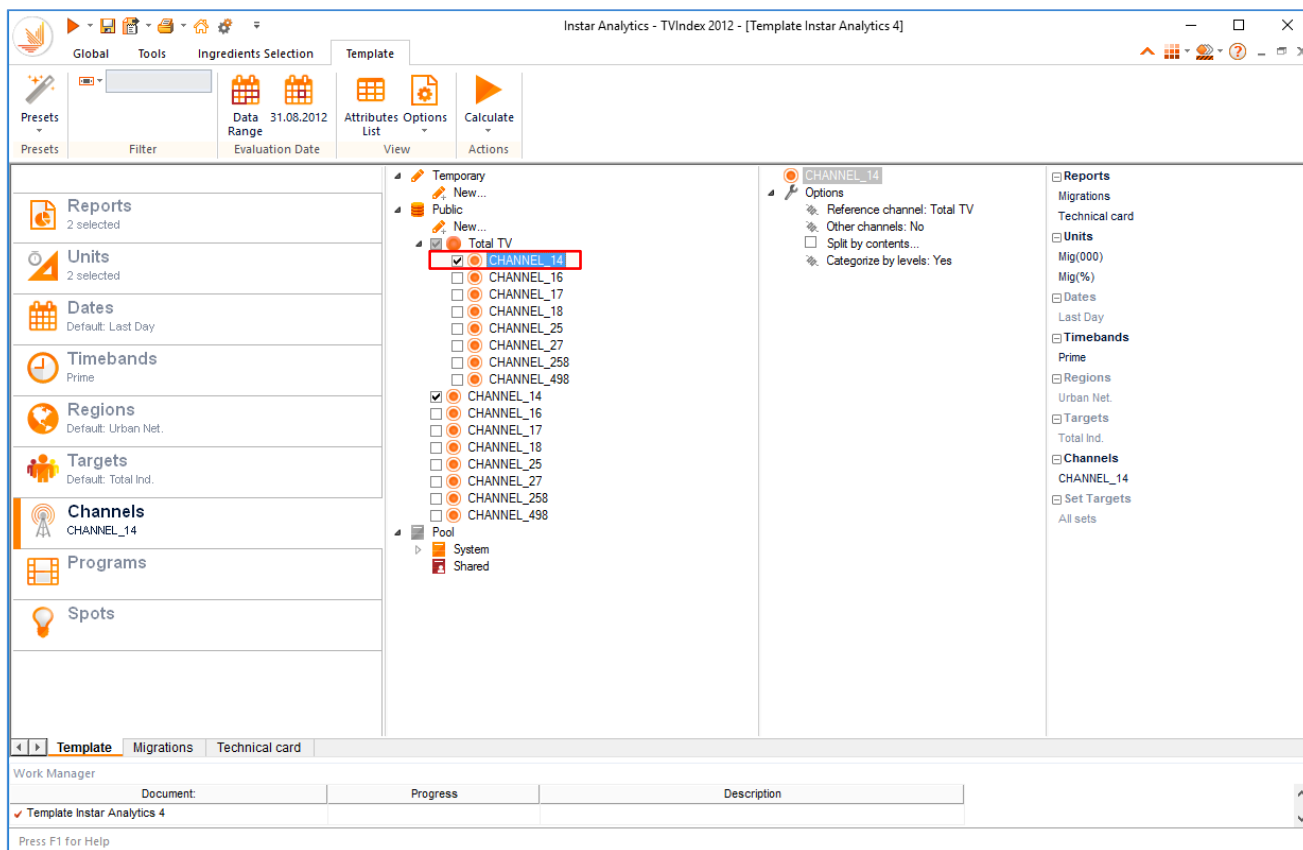 Instar Analytics - TVIndex 2012 - [Template Instar Analytics 4]
Global Tools Ingredients Selection Template
Presets
Data Range
31.08.2012
Attributes List
Options
Calculate
Presets Filter Evaluation Date View Actions
Reports
2 selected
Units
2 selected
Dates
Default: Last Day
Timebands
Prime
Regions
Default: Urban Net.
Targets
Default: Total Ind.
Channels
CHANNEL_14
Programs
Spots
Temporary
New...
Public
New...
Total TV
CHANNEL_14
CHANNEL_16
CHANNEL_17
CHANNEL_18
CHANNEL_25
CHANNEL_27
CHANNEL_258
CHANNEL_498
CHANNEL_14
CHANNEL_16
CHANNEL_17
CHANNEL_18
CHANNEL_25
CHANNEL_27
CHANNEL_258
CHANNEL_498
Pool
System
Shared
CHANNEL_14
Options
Reference channel: Total TV
Other channels: No
Split by contents...
Categorize by levels: Yes
Reports
Migrations
Technical card
Units
Mig(000)
Mig(%)
Dates
Last Day
Timebands
Prime
Regions
Urban Net.
Targets
Total Ind.
Channels
CHANNEL_14
Set Targets
All sets
Template Migrations Technical card
Work Manager
Document: Progress Description
Template Instar Analytics 4
Press F1 for Help